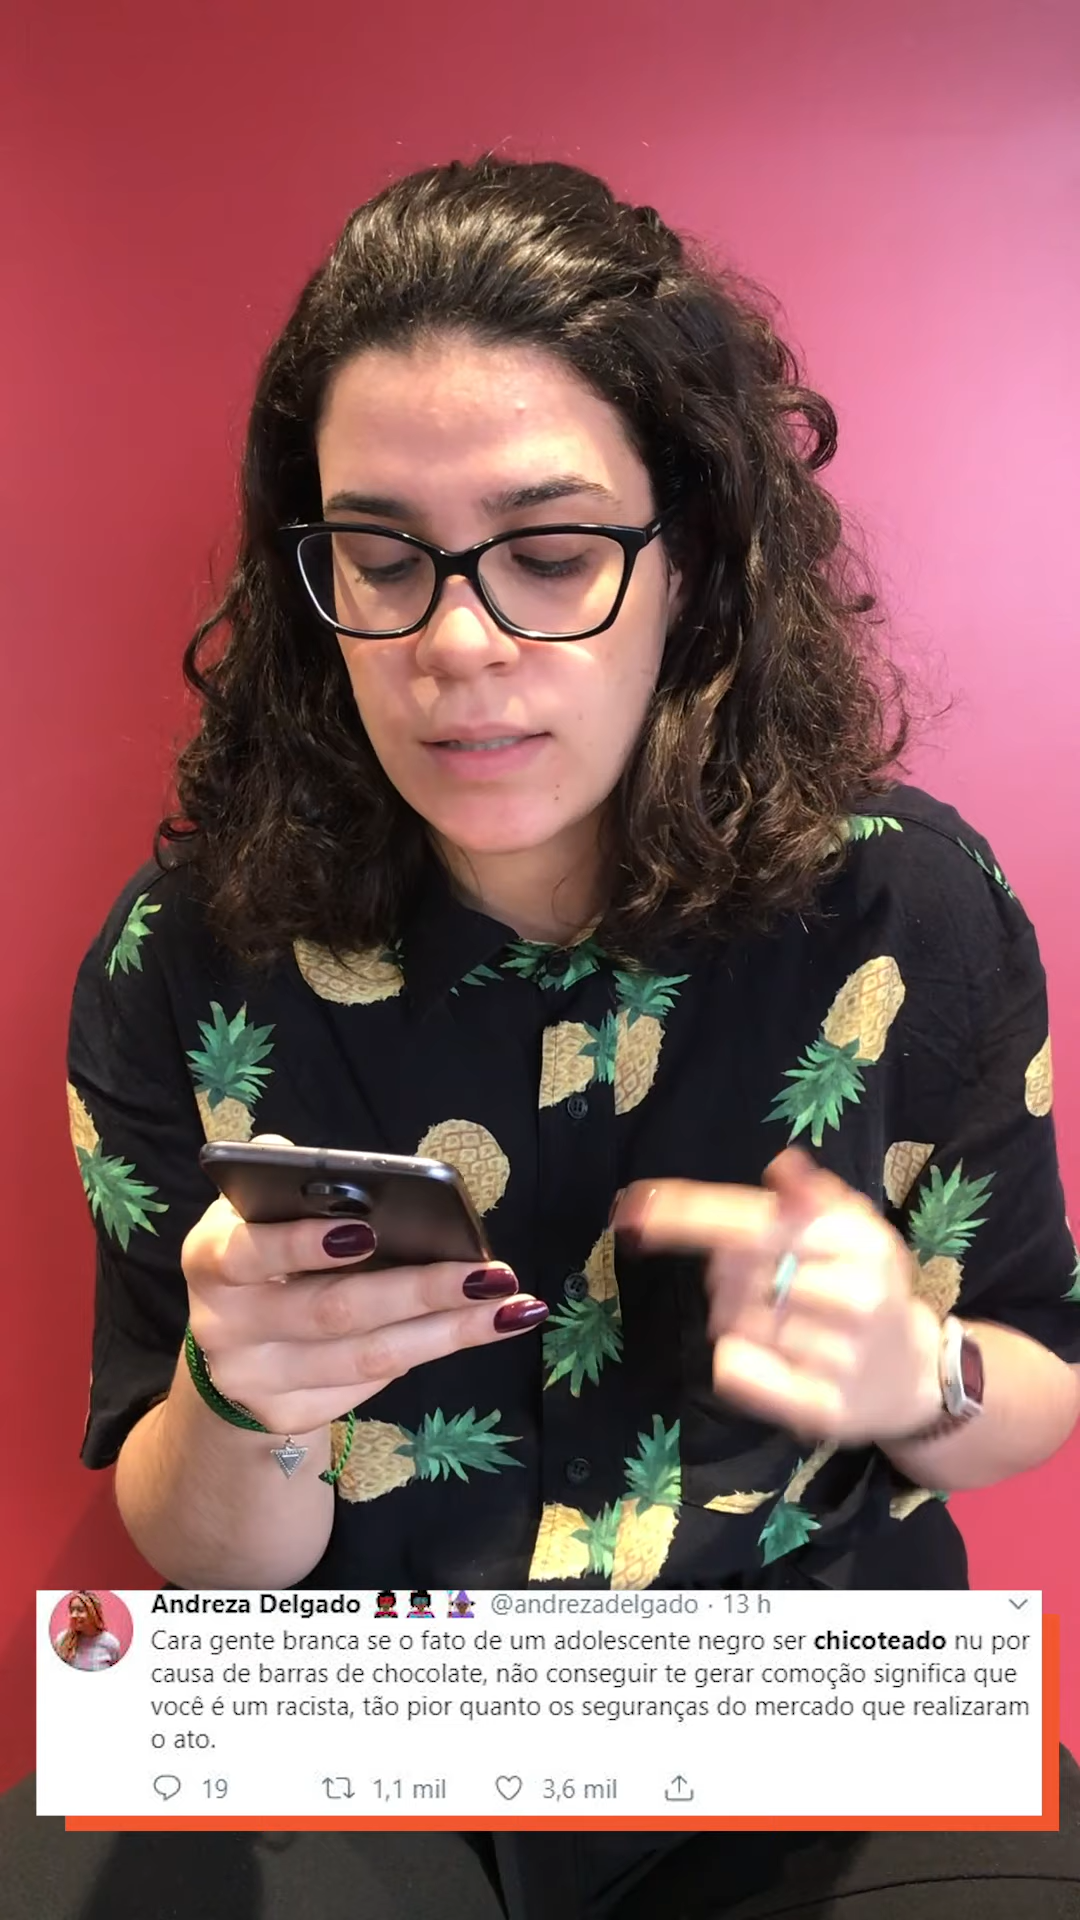 Andreza Delgado @andrezadelgado · 13 h
Cara gente branca se o fato de um adolescente negro ser chicoteado nu por
causa de barras de chocolate, não conseguir te gerar comoção significa que
você é um racista, tão pior quanto os seguranças do mercado que realizaram
o ato.
19 1,1 mil 3,6 mil